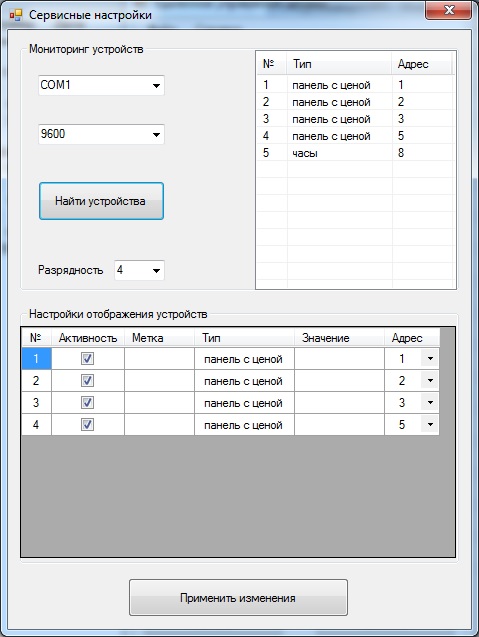 Сервисные настройки
Мониторинг устройств
COM1
9600
Найти устройства
Разрядность 4
№ Тип Адрес
1 панель с ценой 1
2 панель с ценой 2
3 панель с ценой 3
4 панель с ценой 5
5 часы 8
Настройки отображения устройств
№ Активность Метка Тип Значение Адрес
1 панель с ценой 1
2 панель с ценой 2
3 панель с ценой 3
4 панель с ценой 5
Применить изменения